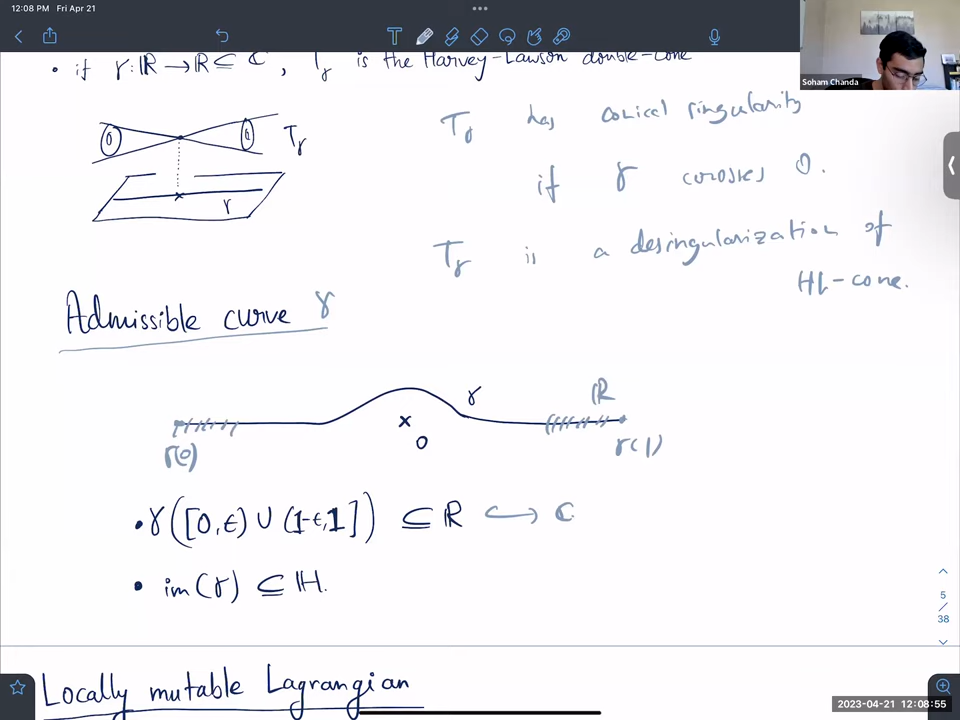 12:08 PM Fri Apr 21
Soham Chanda
• if γ: ℝ → ℝ ⊆ ℂ, T_γ is the Harvey-Lawson double-cone
T_γ
γ
T_γ has conical singularity
if γ crosses 0.
T_γ is a desingularization of
HL-cone.
Admissible curve γ
γ
ℝ
x
0
γ(0)
γ(1)
• γ([0,ϵ) ∪ (1-ϵ,1]) ⊆ ℝ ↪ ℂ
• im(γ) ⊆ ℍ.
5
/
38
Locally mutable Lagrangian
2023-04-21 12:08:55